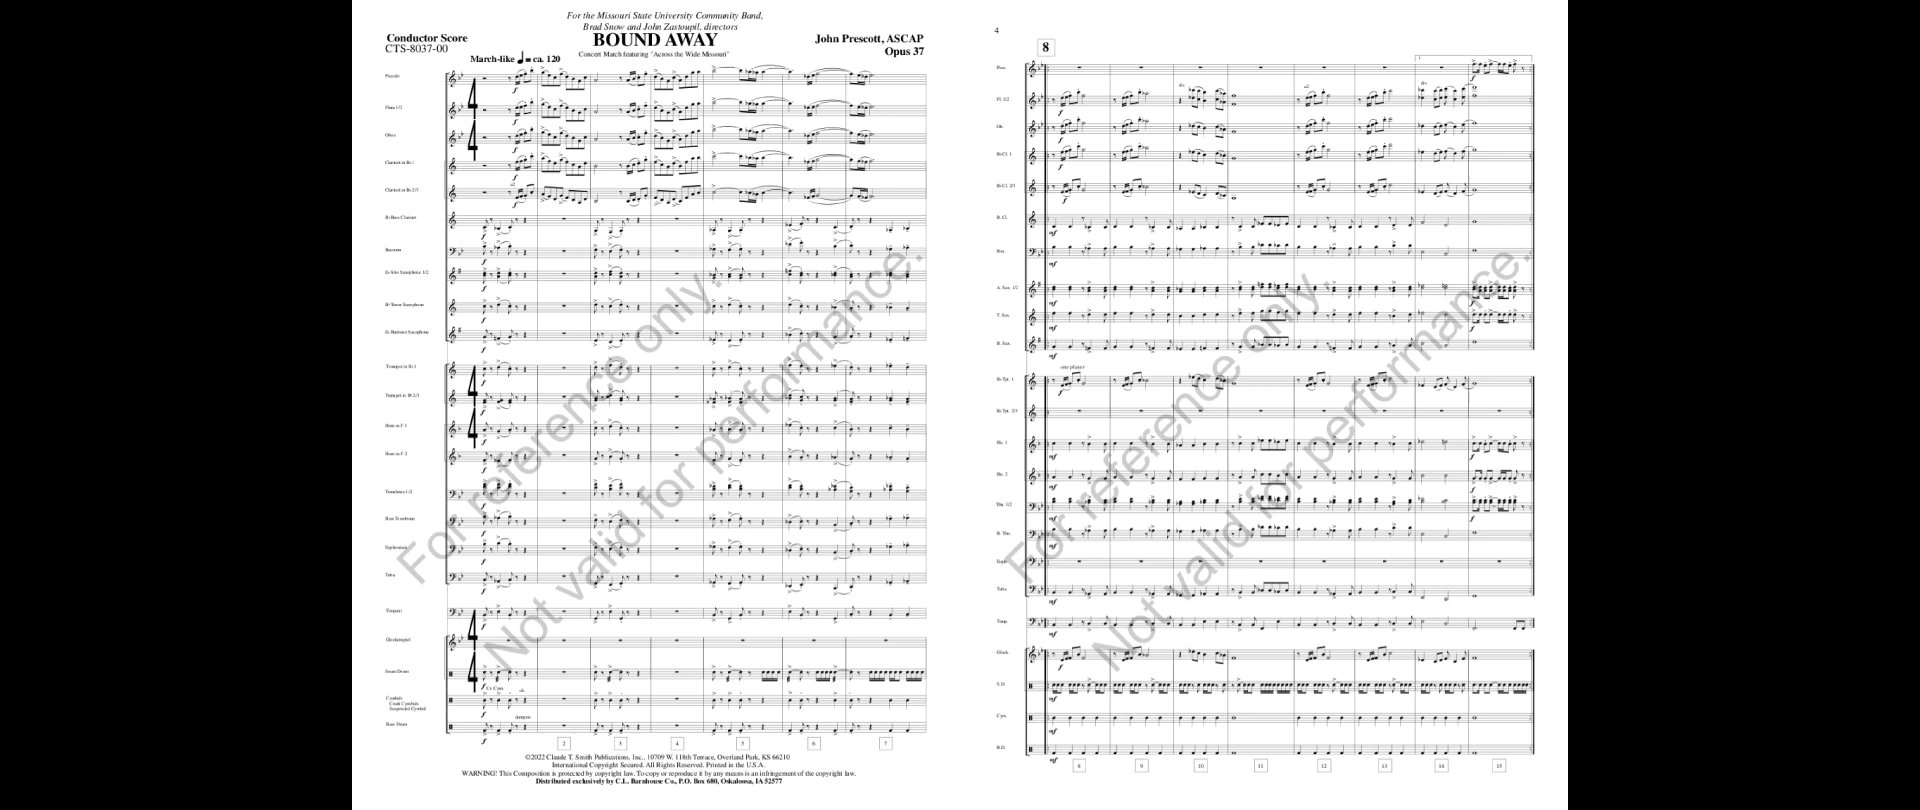 For the Missouri State University Community Band,
Brad Snow and John Zastoupil, directors
Conductor Score
CTS-8037-00
BOUND AWAY
Concert March featuring "Across the Wide Missouri"
John Prescott, ASCAP
Opus 37
March-like ♩ = ca. 120
Piccolo
Flute 1/2
Oboe
Clarinet in B♭ 1
Clarinet in B♭ 2/3
B♭ Bass Clarinet
Bassoon
E♭ Alto Saxophone 1/2
B♭ Tenor Saxophone
E♭ Baritone Saxophone
Trumpet in B♭ 1
Trumpet in B♭ 2/3
Horn in F 1
Horn in F 2
Trombone 1/2
Bass Trombone
Euphonium
Tuba
Timpani
Glockenspiel
Snare Drum
Cymbals
Crash Cymbals
Suspended Cymbal
Bass Drum
Cr. Cym.
dampen
2 3 4 5 6 7
For reference only.
Not valid for performance.
©2022 Claude T. Smith Publications, Inc., 10709 W. 118th Terrace, Overland Park, KS 66210
International Copyright Secured. All Rights Reserved. Printed in the U.S.A.
WARNING! This Composition is protected by copyright law. To copy or reproduce it by any means is an infringement of the copyright law.
Distributed exclusively by C.L. Barnhouse Co., P.O. Box 680, Oskaloosa, IA 52577
4
8
Picc.
Fl. 1/2
Ob.
B♭ Cl. 1
B♭ Cl. 2/3
B. Cl.
Bsn.
A. Sax. 1/2
T. Sax.
B. Sax.
one player
B♭ Tpt. 1
B♭ Tpt. 2/3
Hn. 1
Hn. 2
Tbn. 1/2
B. Tbn.
Euph.
Tuba
Timp.
Glock.
S.D.
Cym.
B.D.
8 9 10 11 12 13 14 15
For reference only.
Not valid for performance.